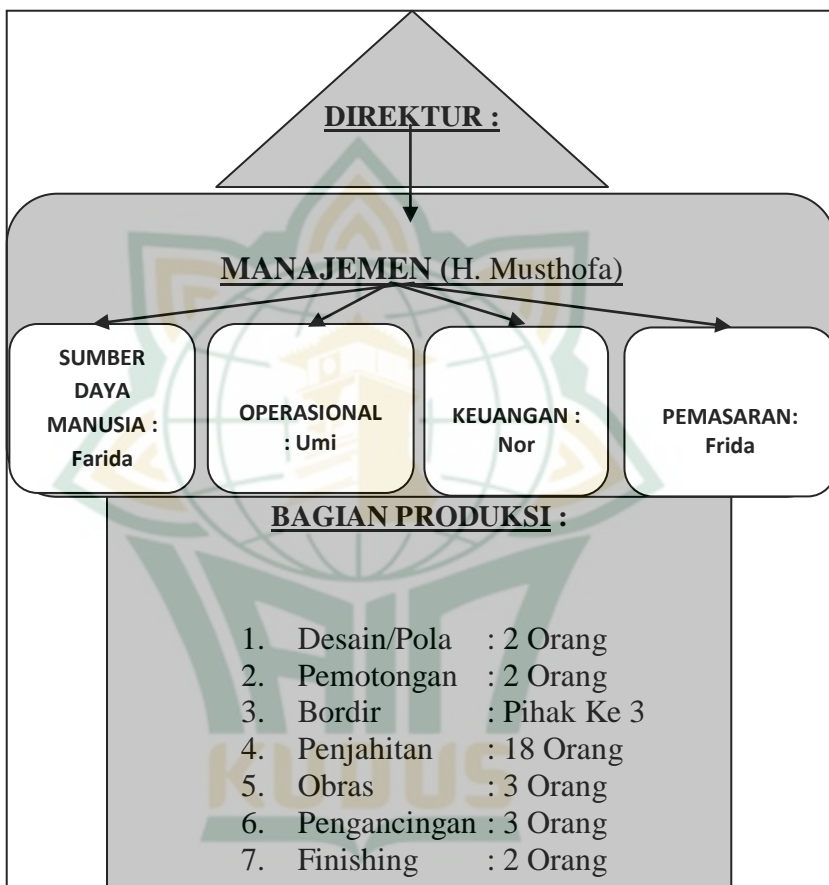 DIREKTUR :
MANAJEMEN (H. Musthofa)
SUMBER
DAYA
MANUSIA :
Farida
OPERASIONAL
: Umi
KEUANGAN :
Nor
PEMASARAN:
Frida
BAGIAN PRODUKSI :
1. Desain/Pola : 2 Orang
2. Pemotongan : 2 Orang
3. Bordir : Pihak Ke 3
4. Penjahitan : 18 Orang
5. Obras : 3 Orang
6. Pengancingan : 3 Orang
7. Finishing : 2 Orang
IAIN
KUDUS